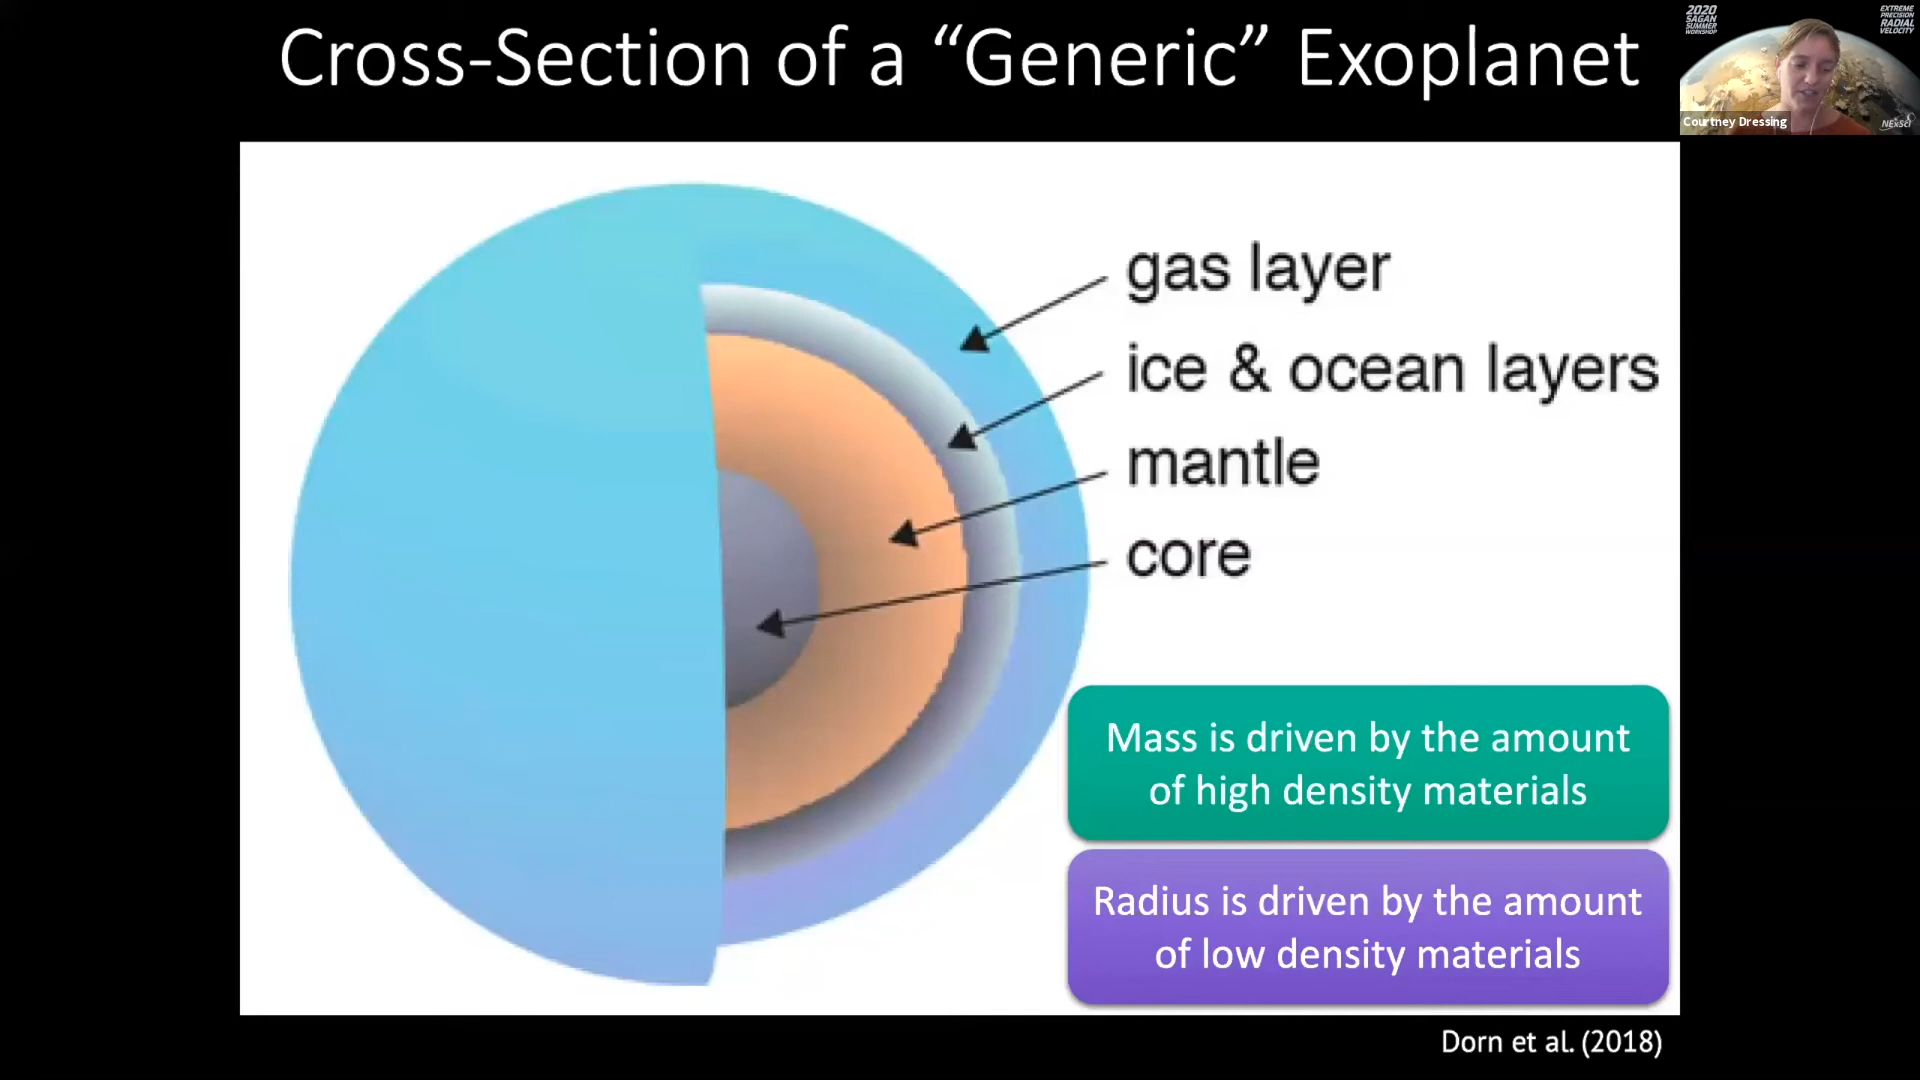 Cross-Section of a “Generic” Exoplanet
2020
SAGAN
SUMMER
WORKSHOP
EXTREME
PRECISION
RADIAL
VELOCITY
Courtney Dressing
NExScI
gas layer
ice & ocean layers
mantle
core
Mass is driven by the amount
of high density materials
Radius is driven by the amount
of low density materials
Dorn et al. (2018)